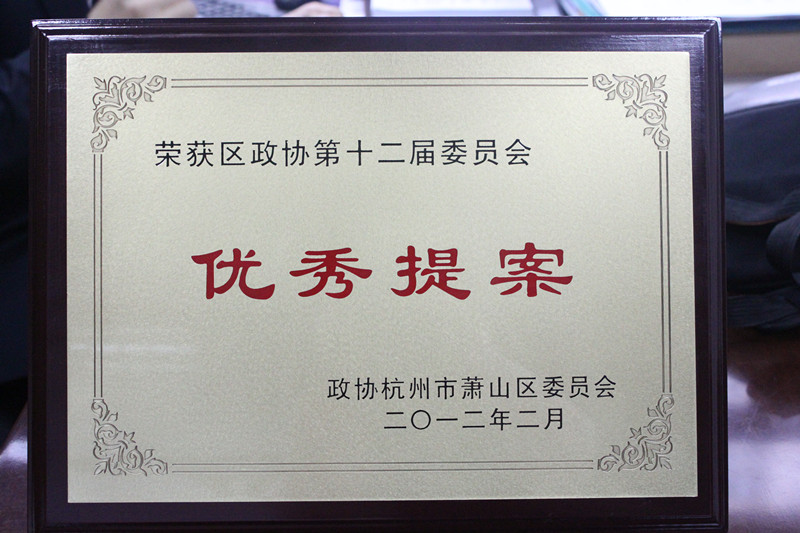 荣获区政协第十二届委员会
优秀提案
政协杭州市萧山区委员会
二〇一二年二月